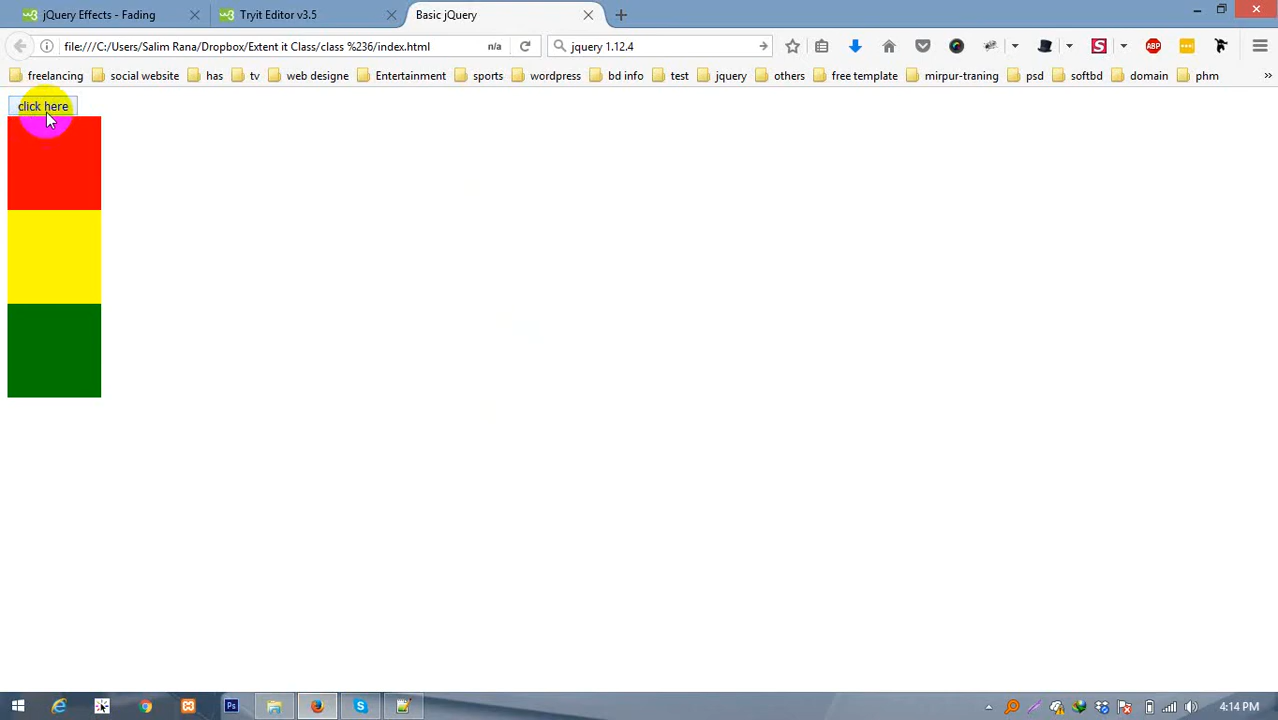 jQuery Effects - Fading
Tryit Editor v3.5
Basic jQuery
file:///C:/Users/Salim Rana/Dropbox/Extent it Class/class %236/index.html
n/a
jquery 1.12.4
S
ABP
freelancing
social website
has
tv
web designe
Entertainment
sports
wordpress
bd info
test
jquery
others
free template
mirpur-traning
psd
softbd
domain
phm
click here
Ps
4:14 PM